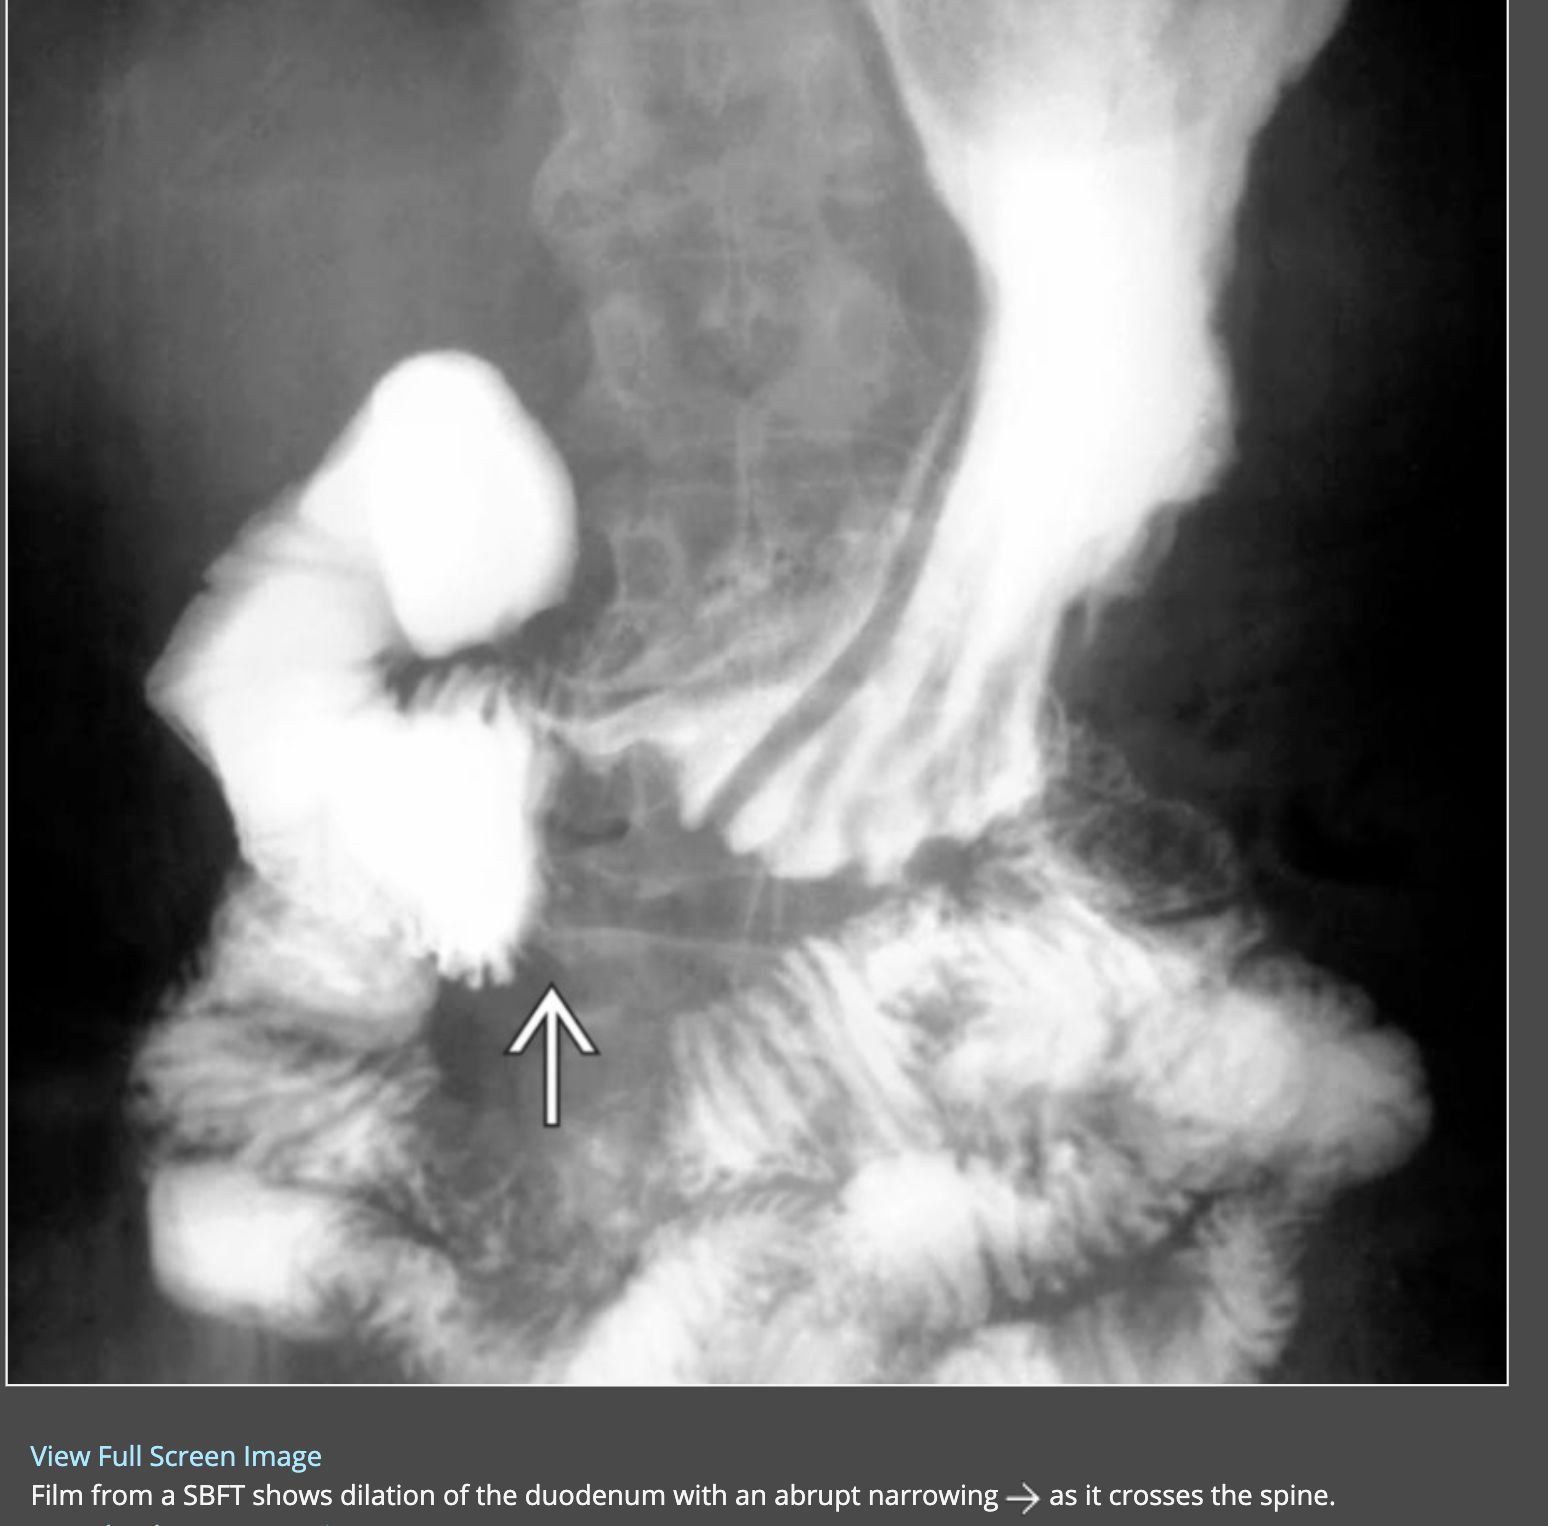 View Full Screen Image
Film from a SBFT shows dilation of the duodenum with an abrupt narrowing → as it crosses the spine.